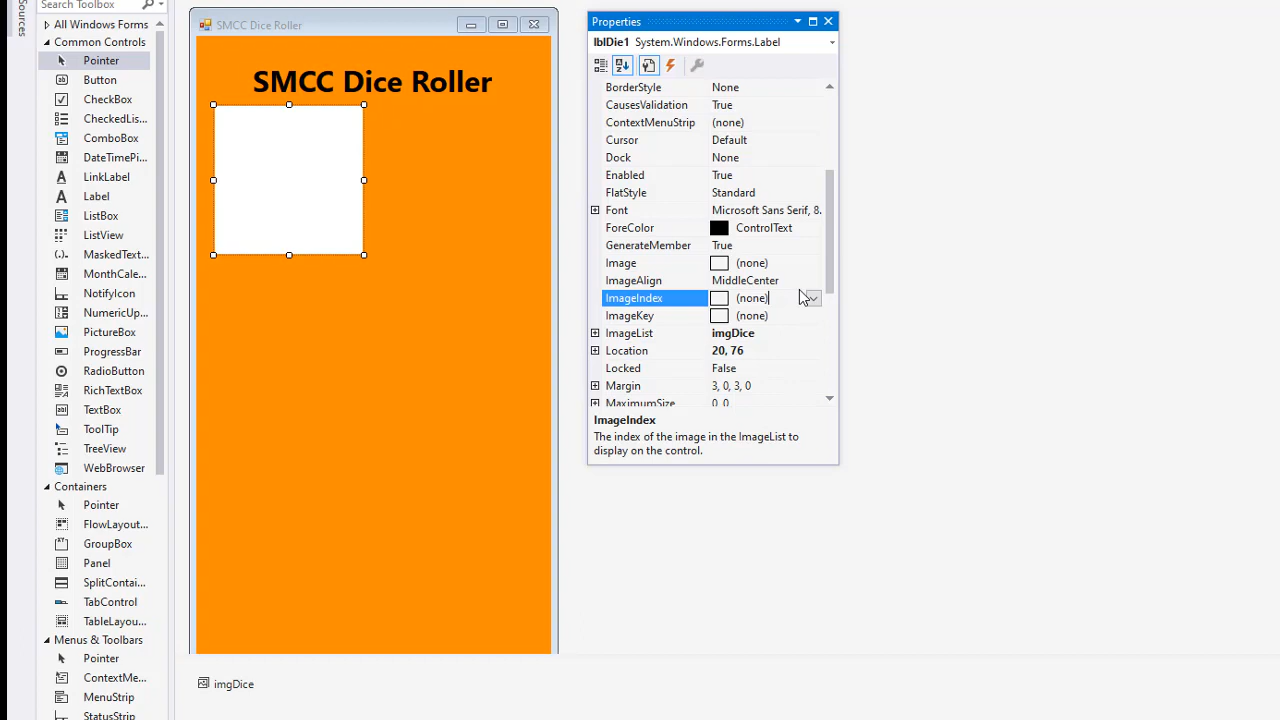 Sources
Search Toolbox
All Windows Forms
Common Controls
Pointer
Button
CheckBox
CheckedLis...
ComboBox
DateTimePi...
LinkLabel
Label
ListBox
ListView
MaskedText...
MonthCale...
NotifyIcon
NumericUp...
PictureBox
ProgressBar
RadioButton
RichTextBox
TextBox
ToolTip
TreeView
WebBrowser
Containers
Pointer
FlowLayout...
GroupBox
Panel
SplitContai...
TabControl
TableLayou...
Menus & Toolbars
Pointer
ContextMe...
MenuStrip
StatusStrip
SMCC Dice Roller
SMCC Dice Roller
imgDice
Properties
lblDie1 System.Windows.Forms.Label
BorderStyle None
CausesValidation True
ContextMenuStrip (none)
Cursor Default
Dock None
Enabled True
FlatStyle Standard
Font Microsoft Sans Serif, 8.
ForeColor ControlText
GenerateMember True
Image (none)
ImageAlign MiddleCenter
ImageIndex (none)
ImageKey (none)
ImageList imgDice
Location 20, 76
Locked False
Margin 3, 0, 3, 0
MaximumSize 0, 0
ImageIndex
The index of the image in the ImageList to
display on the control.